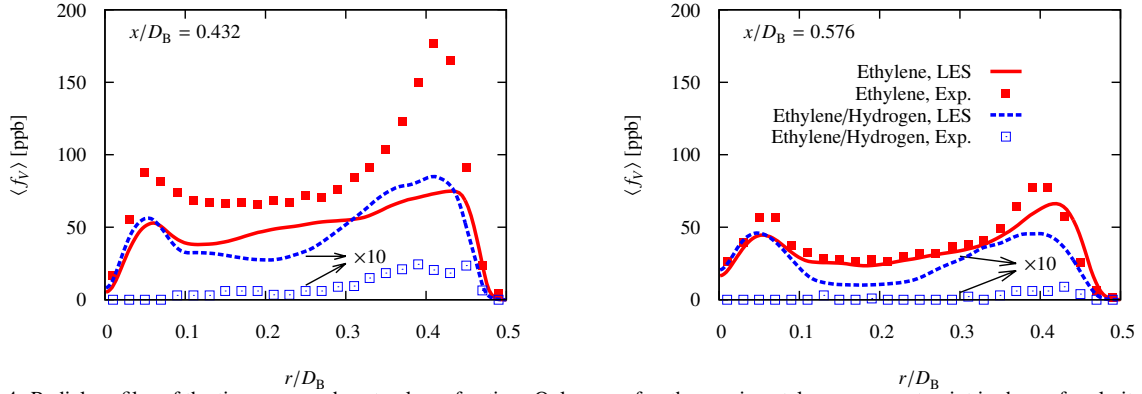 200
150
100
50
0
⟨f_V⟩ [ppb]
x/D_B = 0.432
×10
0 0.1 0.2 0.3 0.4 0.5
r/D_B
200
150
100
50
0
⟨f_V⟩ [ppb]
x/D_B = 0.576
Ethylene, LES
Ethylene, Exp.
Ethylene/Hydrogen, LES
Ethylene/Hydrogen, Exp.
×10
0 0.1 0.2 0.3 0.4 0.5
r/D_B